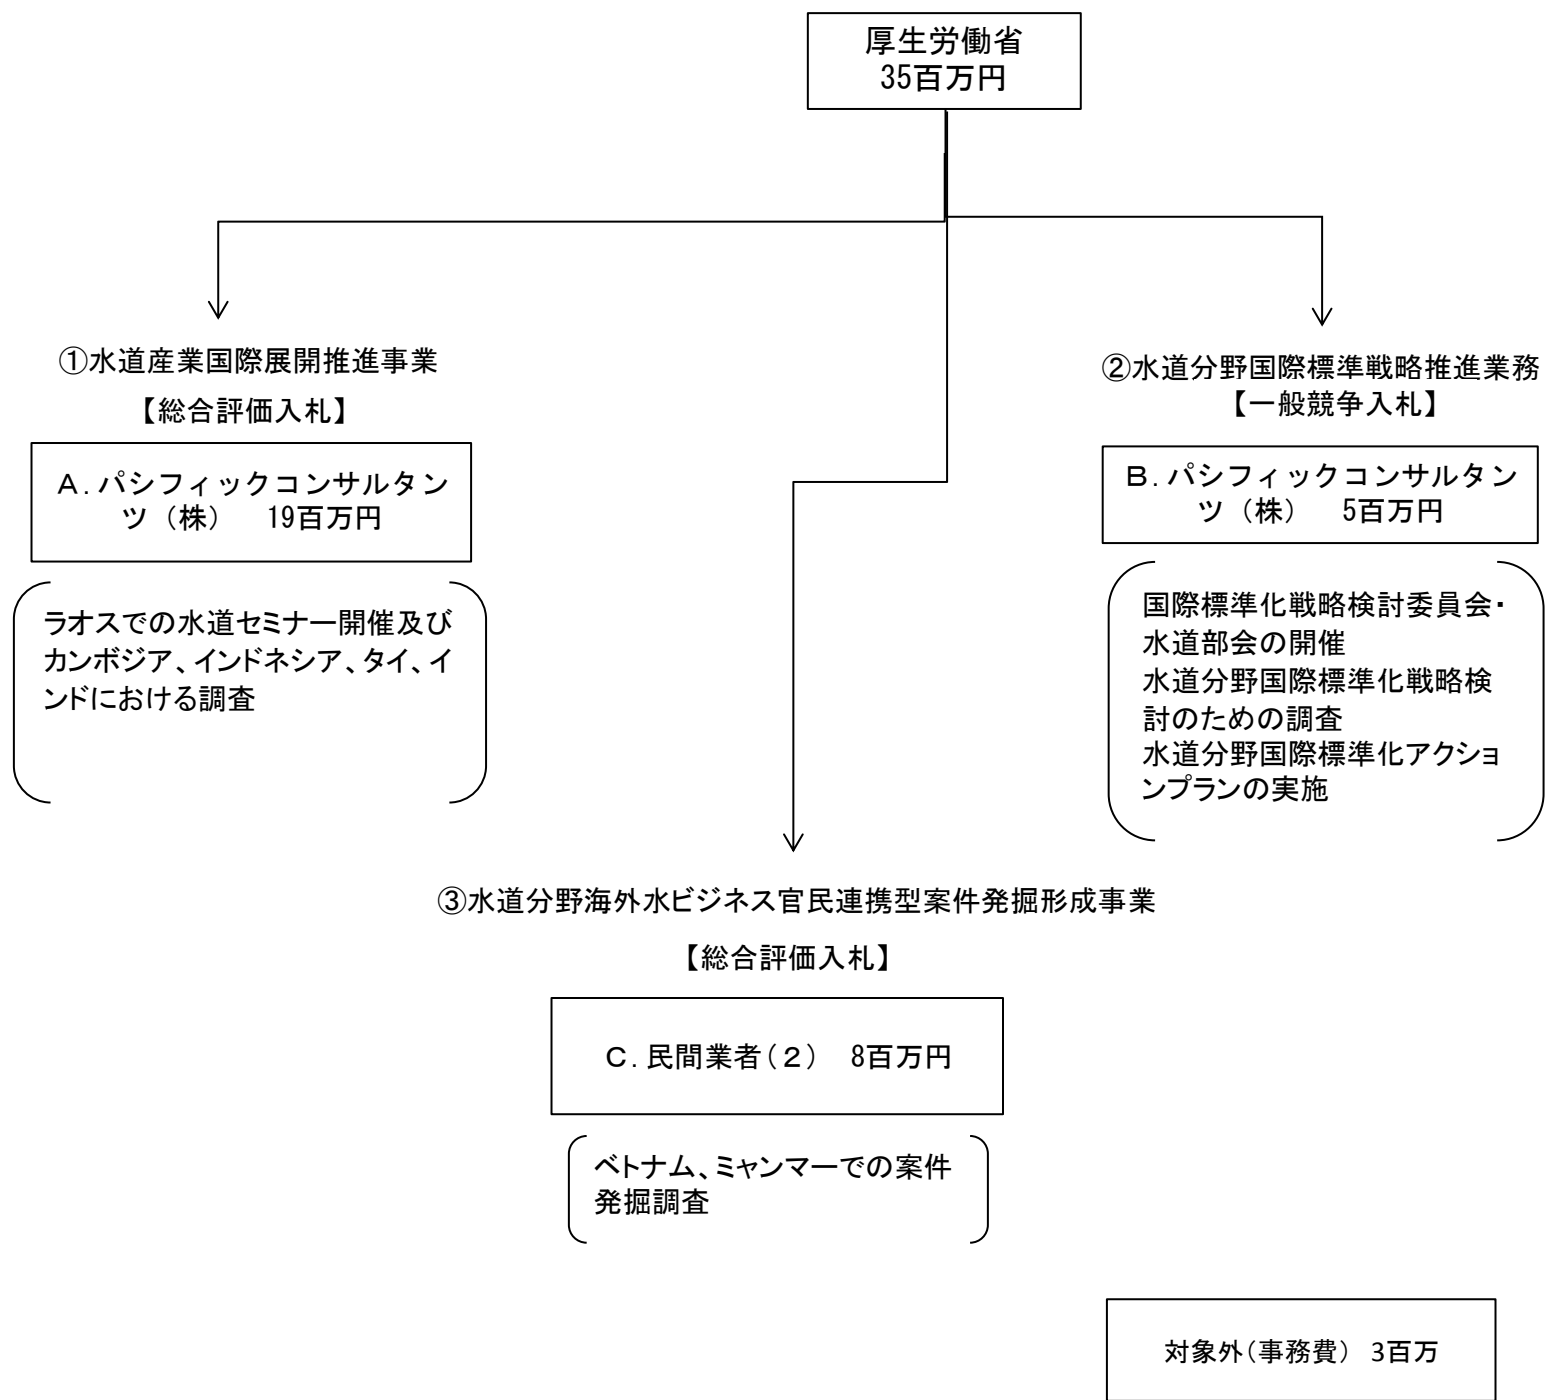 厚生労働省
35百万円
①水道産業国際展開推進事業
【総合評価入札】
A.パシフィックコンサルタン
ツ（株）　19百万円
ラオスでの水道セミナー開催及び
カンボジア、インドネシア、タイ、イ
ンドにおける調査
②水道分野国際標準戦略推進業務
【一般競争入札】
B.パシフィックコンサルタン
ツ（株）　5百万円
国際標準化戦略検討委員会・
水道部会の開催
水道分野国際標準化戦略検
討のための調査
水道分野国際標準化アクショ
ンプランの実施
③水道分野海外水ビジネス官民連携型案件発掘形成事業
【総合評価入札】
C.民間業者（２）　8百万円
ベトナム、ミャンマーでの案件
発掘調査
対象外（事務費）　3百万